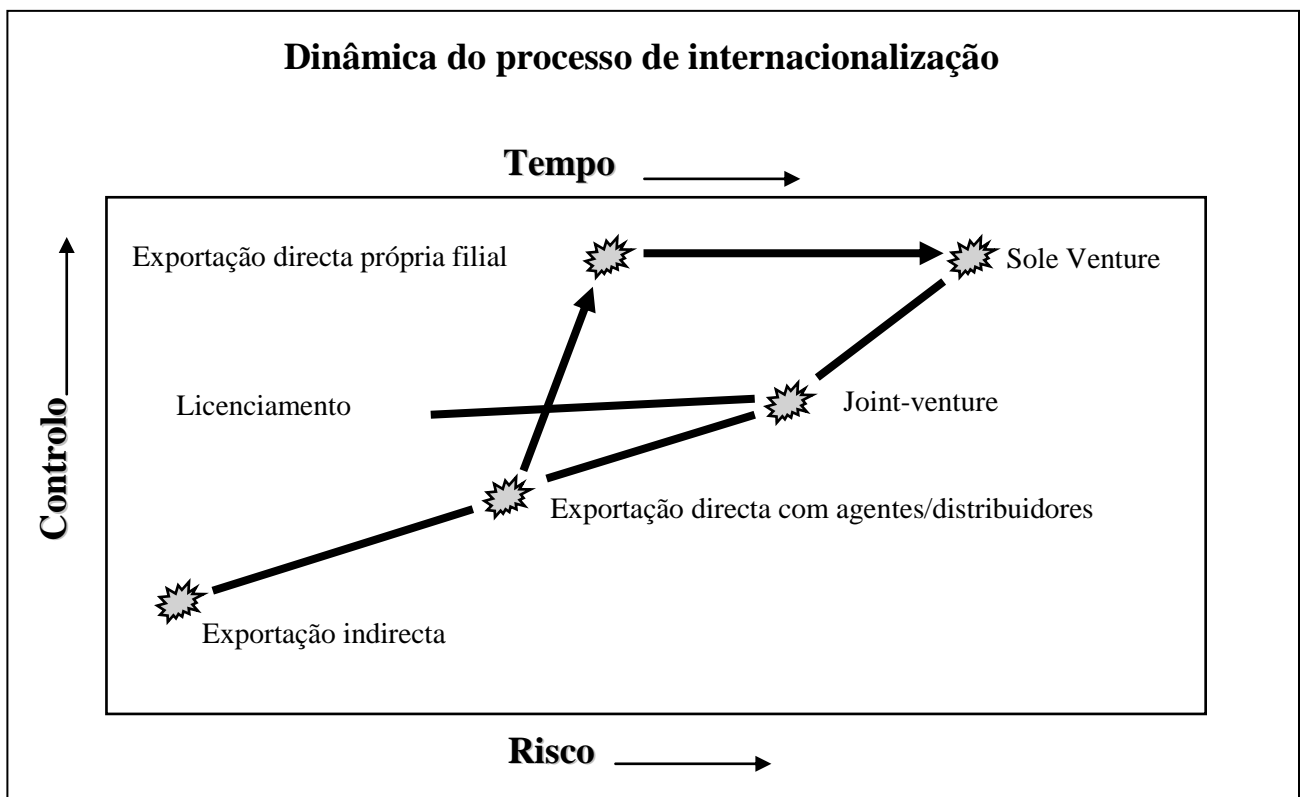 Dinâmica do processo de internacionalização
Tempo
Exportação directa própria filial
Sole Venture
Licenciamento
Joint-venture
Controlo
Exportação directa com agentes/distribuidores
Exportação indirecta
Risco